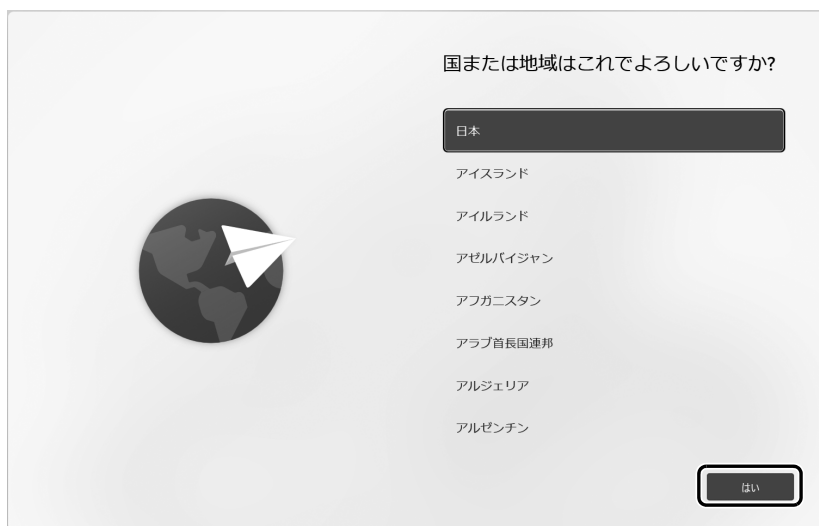 国または地域はこれでよろしいですか?
日本
アイスランド
アイルランド
アゼルバイジャン
アフガニスタン
アラブ首長国連邦
アルジェリア
アルゼンチン
はい